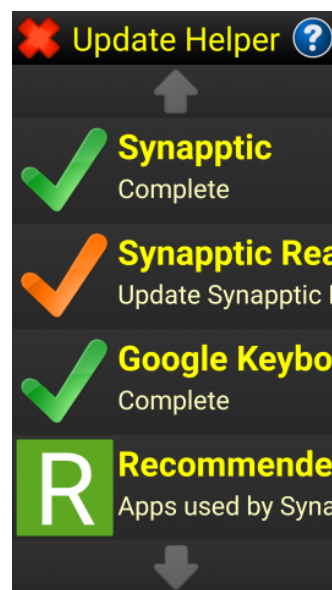 Update Helper ?
Synapptic
Complete
Synapptic Rea
Update Synapptic
Google Keybo
Complete
R
Recommende
Apps used by Syna